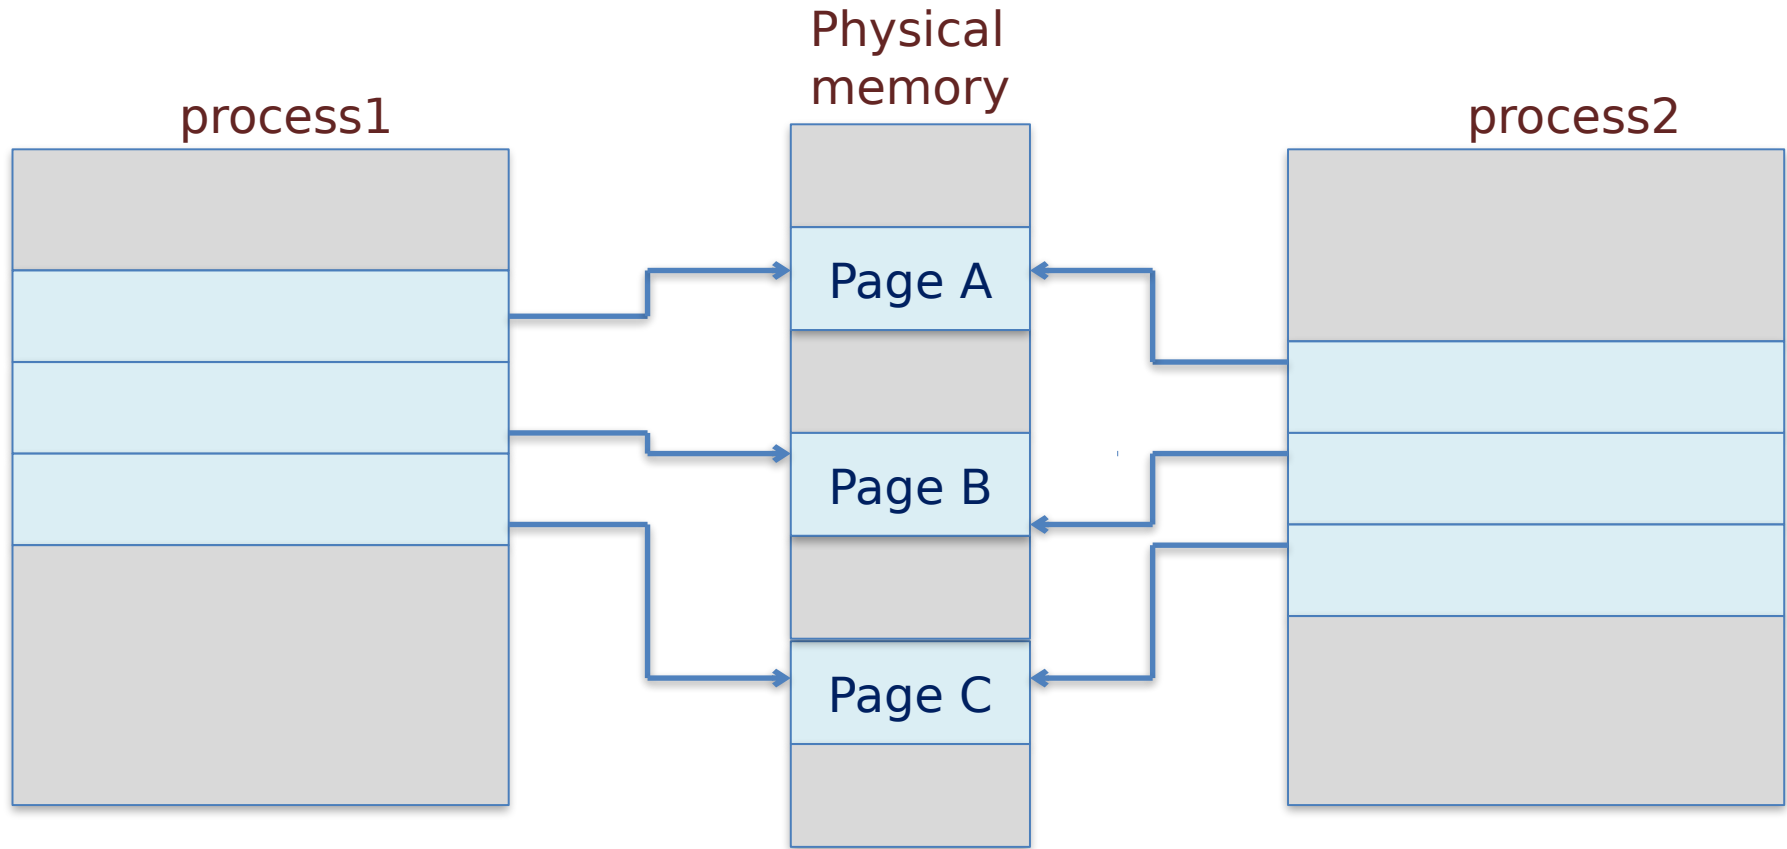 Physical
memory
process1
process2
Page A
Page B
Page C